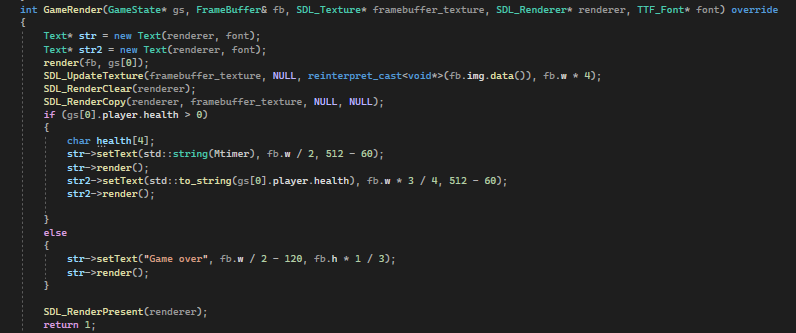 int GameRender(GameState* gs, FrameBuffer& fb, SDL_Texture* framebuffer_texture, SDL_Renderer* renderer, TTF_Font* font) override
{
Text* str = new Text(renderer, font);
Text* str2 = new Text(renderer, font);
render(fb, gs[0]);
SDL_UpdateTexture(framebuffer_texture, NULL, reinterpret_cast<void*>(fb.img.data()), fb.w * 4);
SDL_RenderClear(renderer);
SDL_RenderCopy(renderer, framebuffer_texture, NULL, NULL);
if (gs[0].player.health > 0)
{
char health[4];
str->setText(std::string(Mtimer), fb.w / 2, 512 - 60);
str->render();
str2->setText(std::to_string(gs[0].player.health), fb.w * 3 / 4, 512 - 60);
str2->render();
}
else
{
str->setText("Game over", fb.w / 2 - 120, fb.h * 1 / 3);
str->render();
}
SDL_RenderPresent(renderer);
return 1;